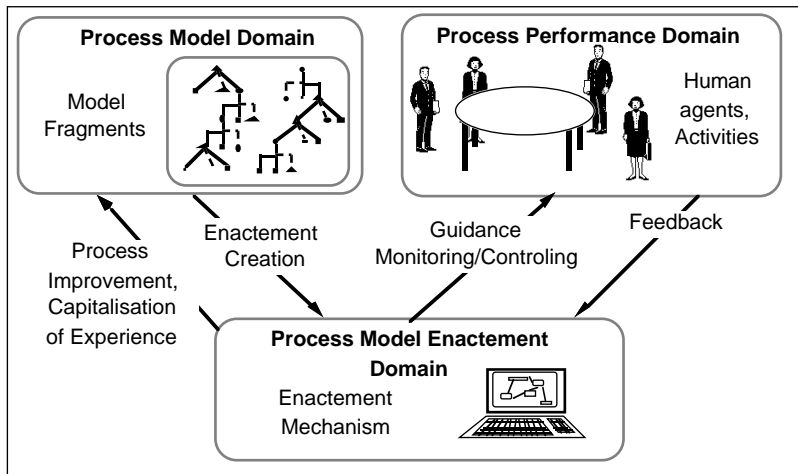 Process Model Domain
Model
Fragments
Process Performance Domain
Human
agents,
Activities
Process
Improvement,
Capitalisation
of Experience
Enactement
Creation
Guidance
Monitoring/Controling
Feedback
Process Model Enactement
Domain
Enactement
Mechanism